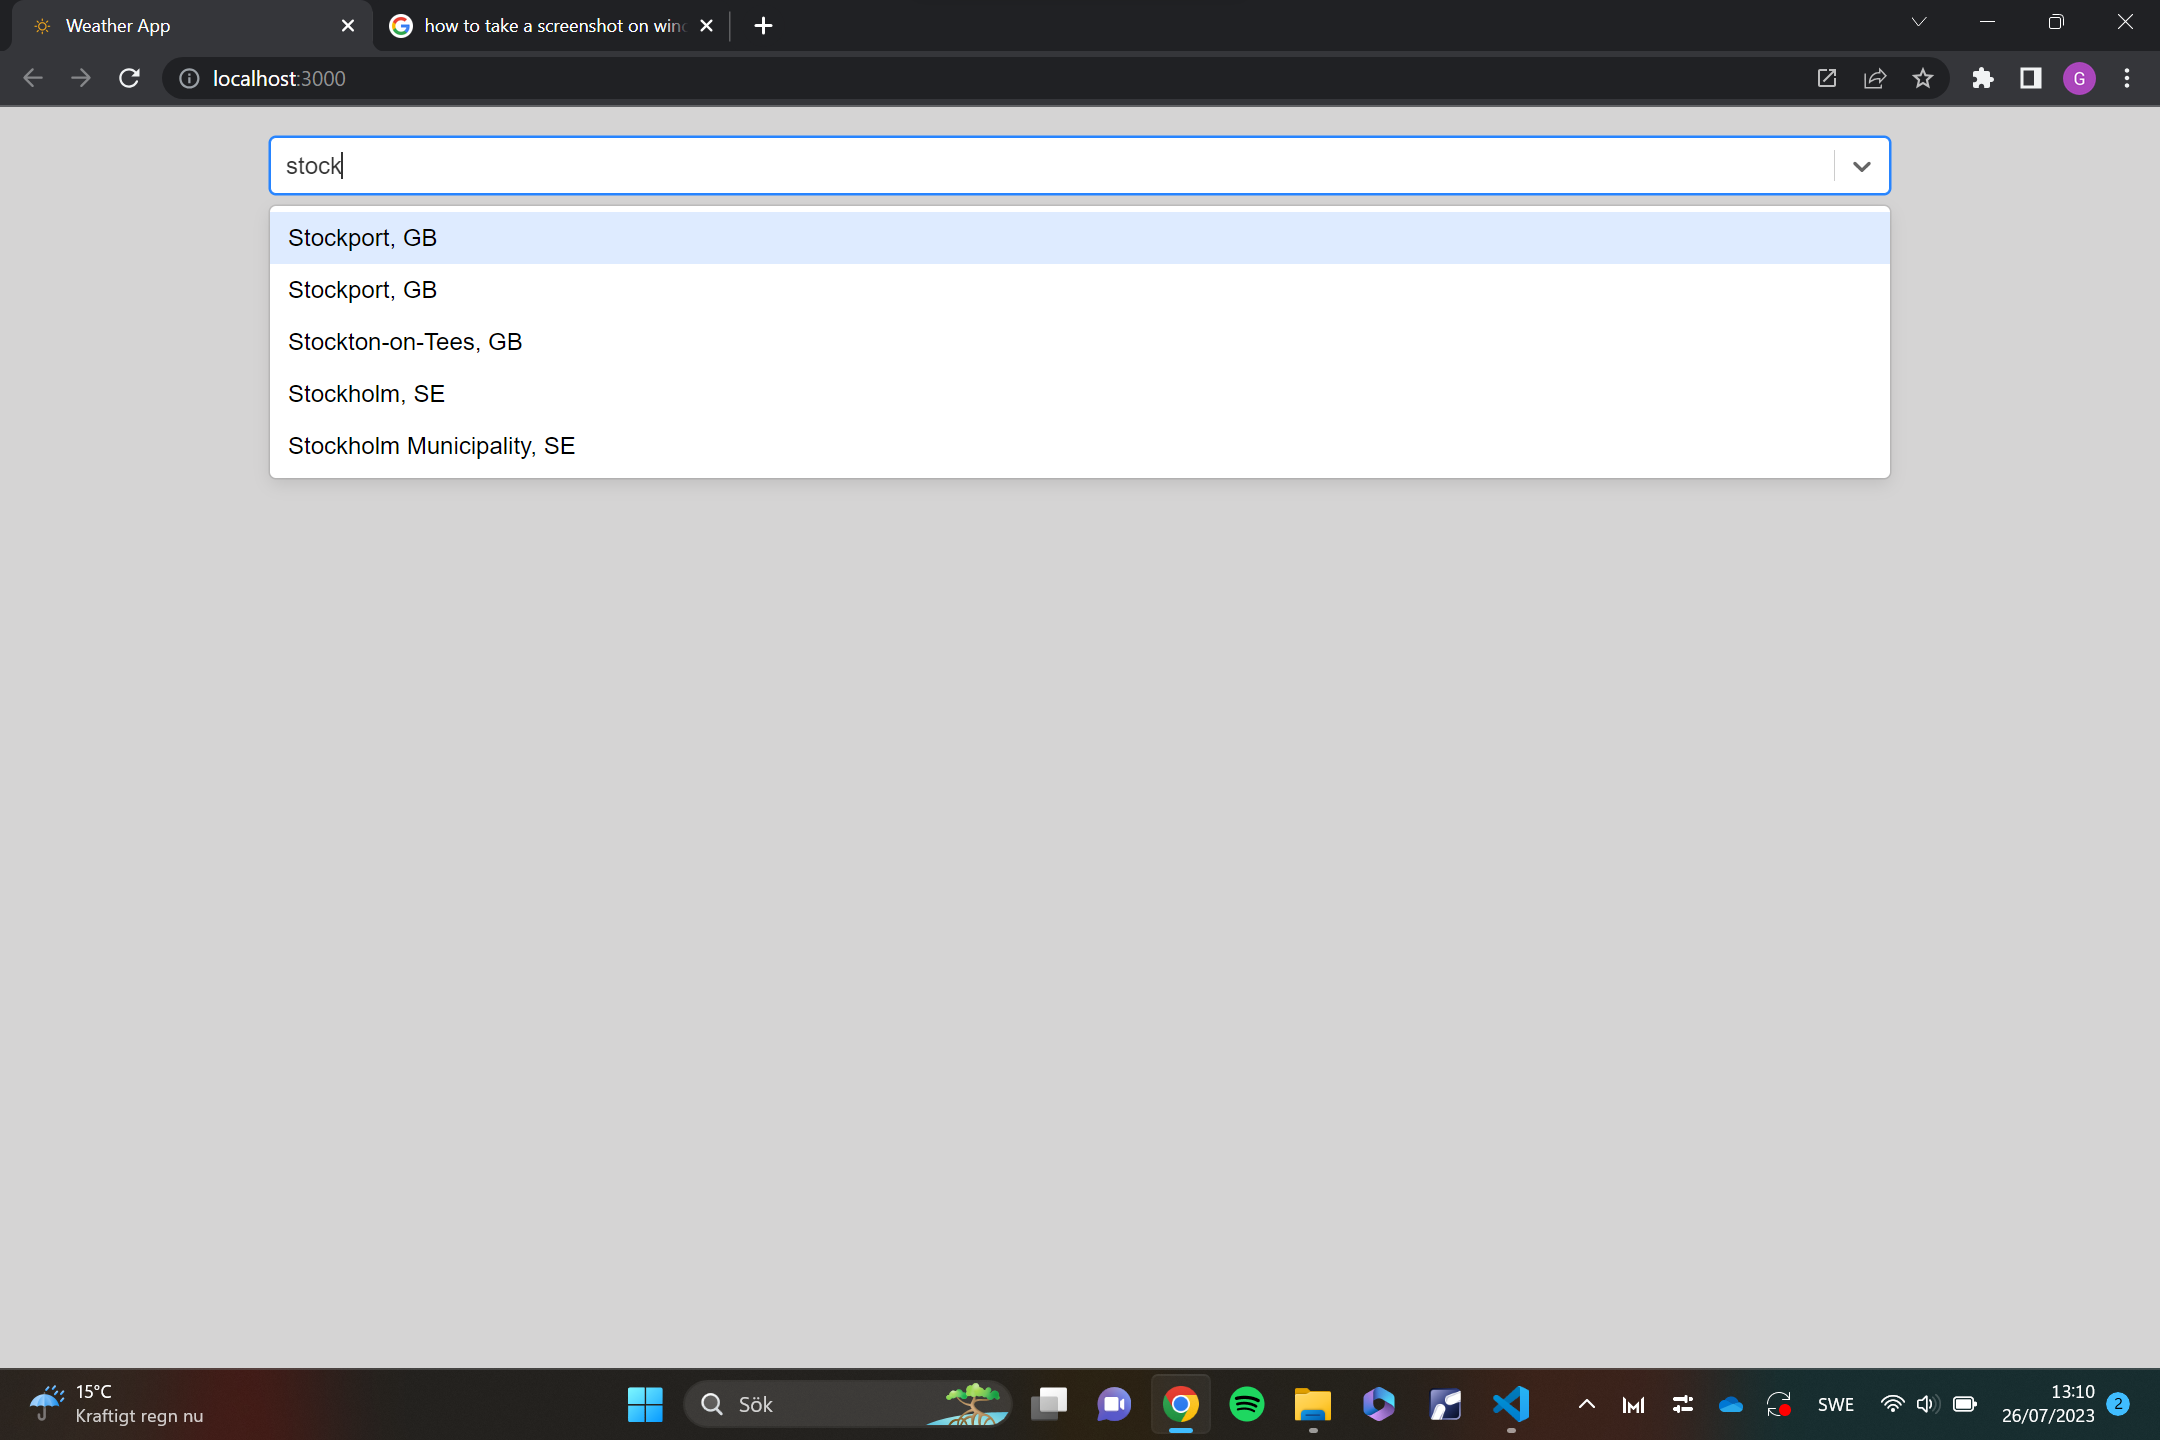 Weather App
how to take a screenshot on win
localhost:3000
stock
Stockport, GB
Stockport, GB
Stockton-on-Tees, GB
Stockholm, SE
Stockholm Municipality, SE
15°C
Kraftigt regn nu
Sök
SWE
13:10
26/07/2023
2
G